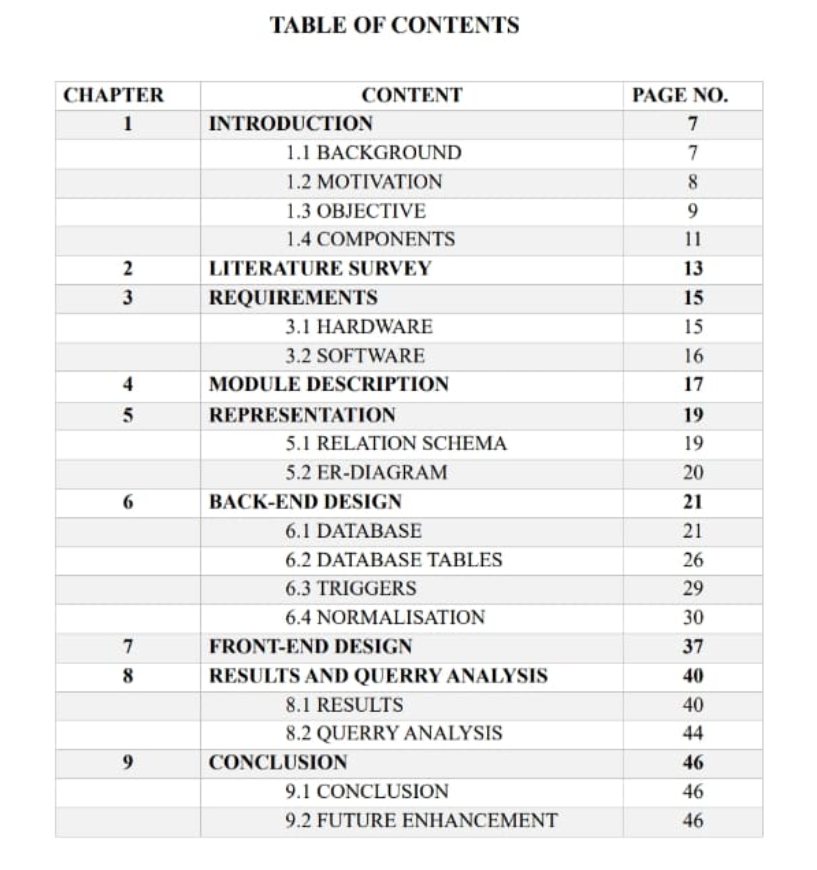 TABLE OF CONTENTS
CHAPTER CONTENT PAGE NO.
1 INTRODUCTION 7
1.1 BACKGROUND 7
1.2 MOTIVATION 8
1.3 OBJECTIVE 9
1.4 COMPONENTS 11
2 LITERATURE SURVEY 13
3 REQUIREMENTS 15
3.1 HARDWARE 15
3.2 SOFTWARE 16
4 MODULE DESCRIPTION 17
5 REPRESENTATION 19
5.1 RELATION SCHEMA 19
5.2 ER-DIAGRAM 20
6 BACK-END DESIGN 21
6.1 DATABASE 21
6.2 DATABASE TABLES 26
6.3 TRIGGERS 29
6.4 NORMALISATION 30
7 FRONT-END DESIGN 37
8 RESULTS AND QUERRY ANALYSIS 40
8.1 RESULTS 40
8.2 QUERRY ANALYSIS 44
9 CONCLUSION 46
9.1 CONCLUSION 46
9.2 FUTURE ENHANCEMENT 46